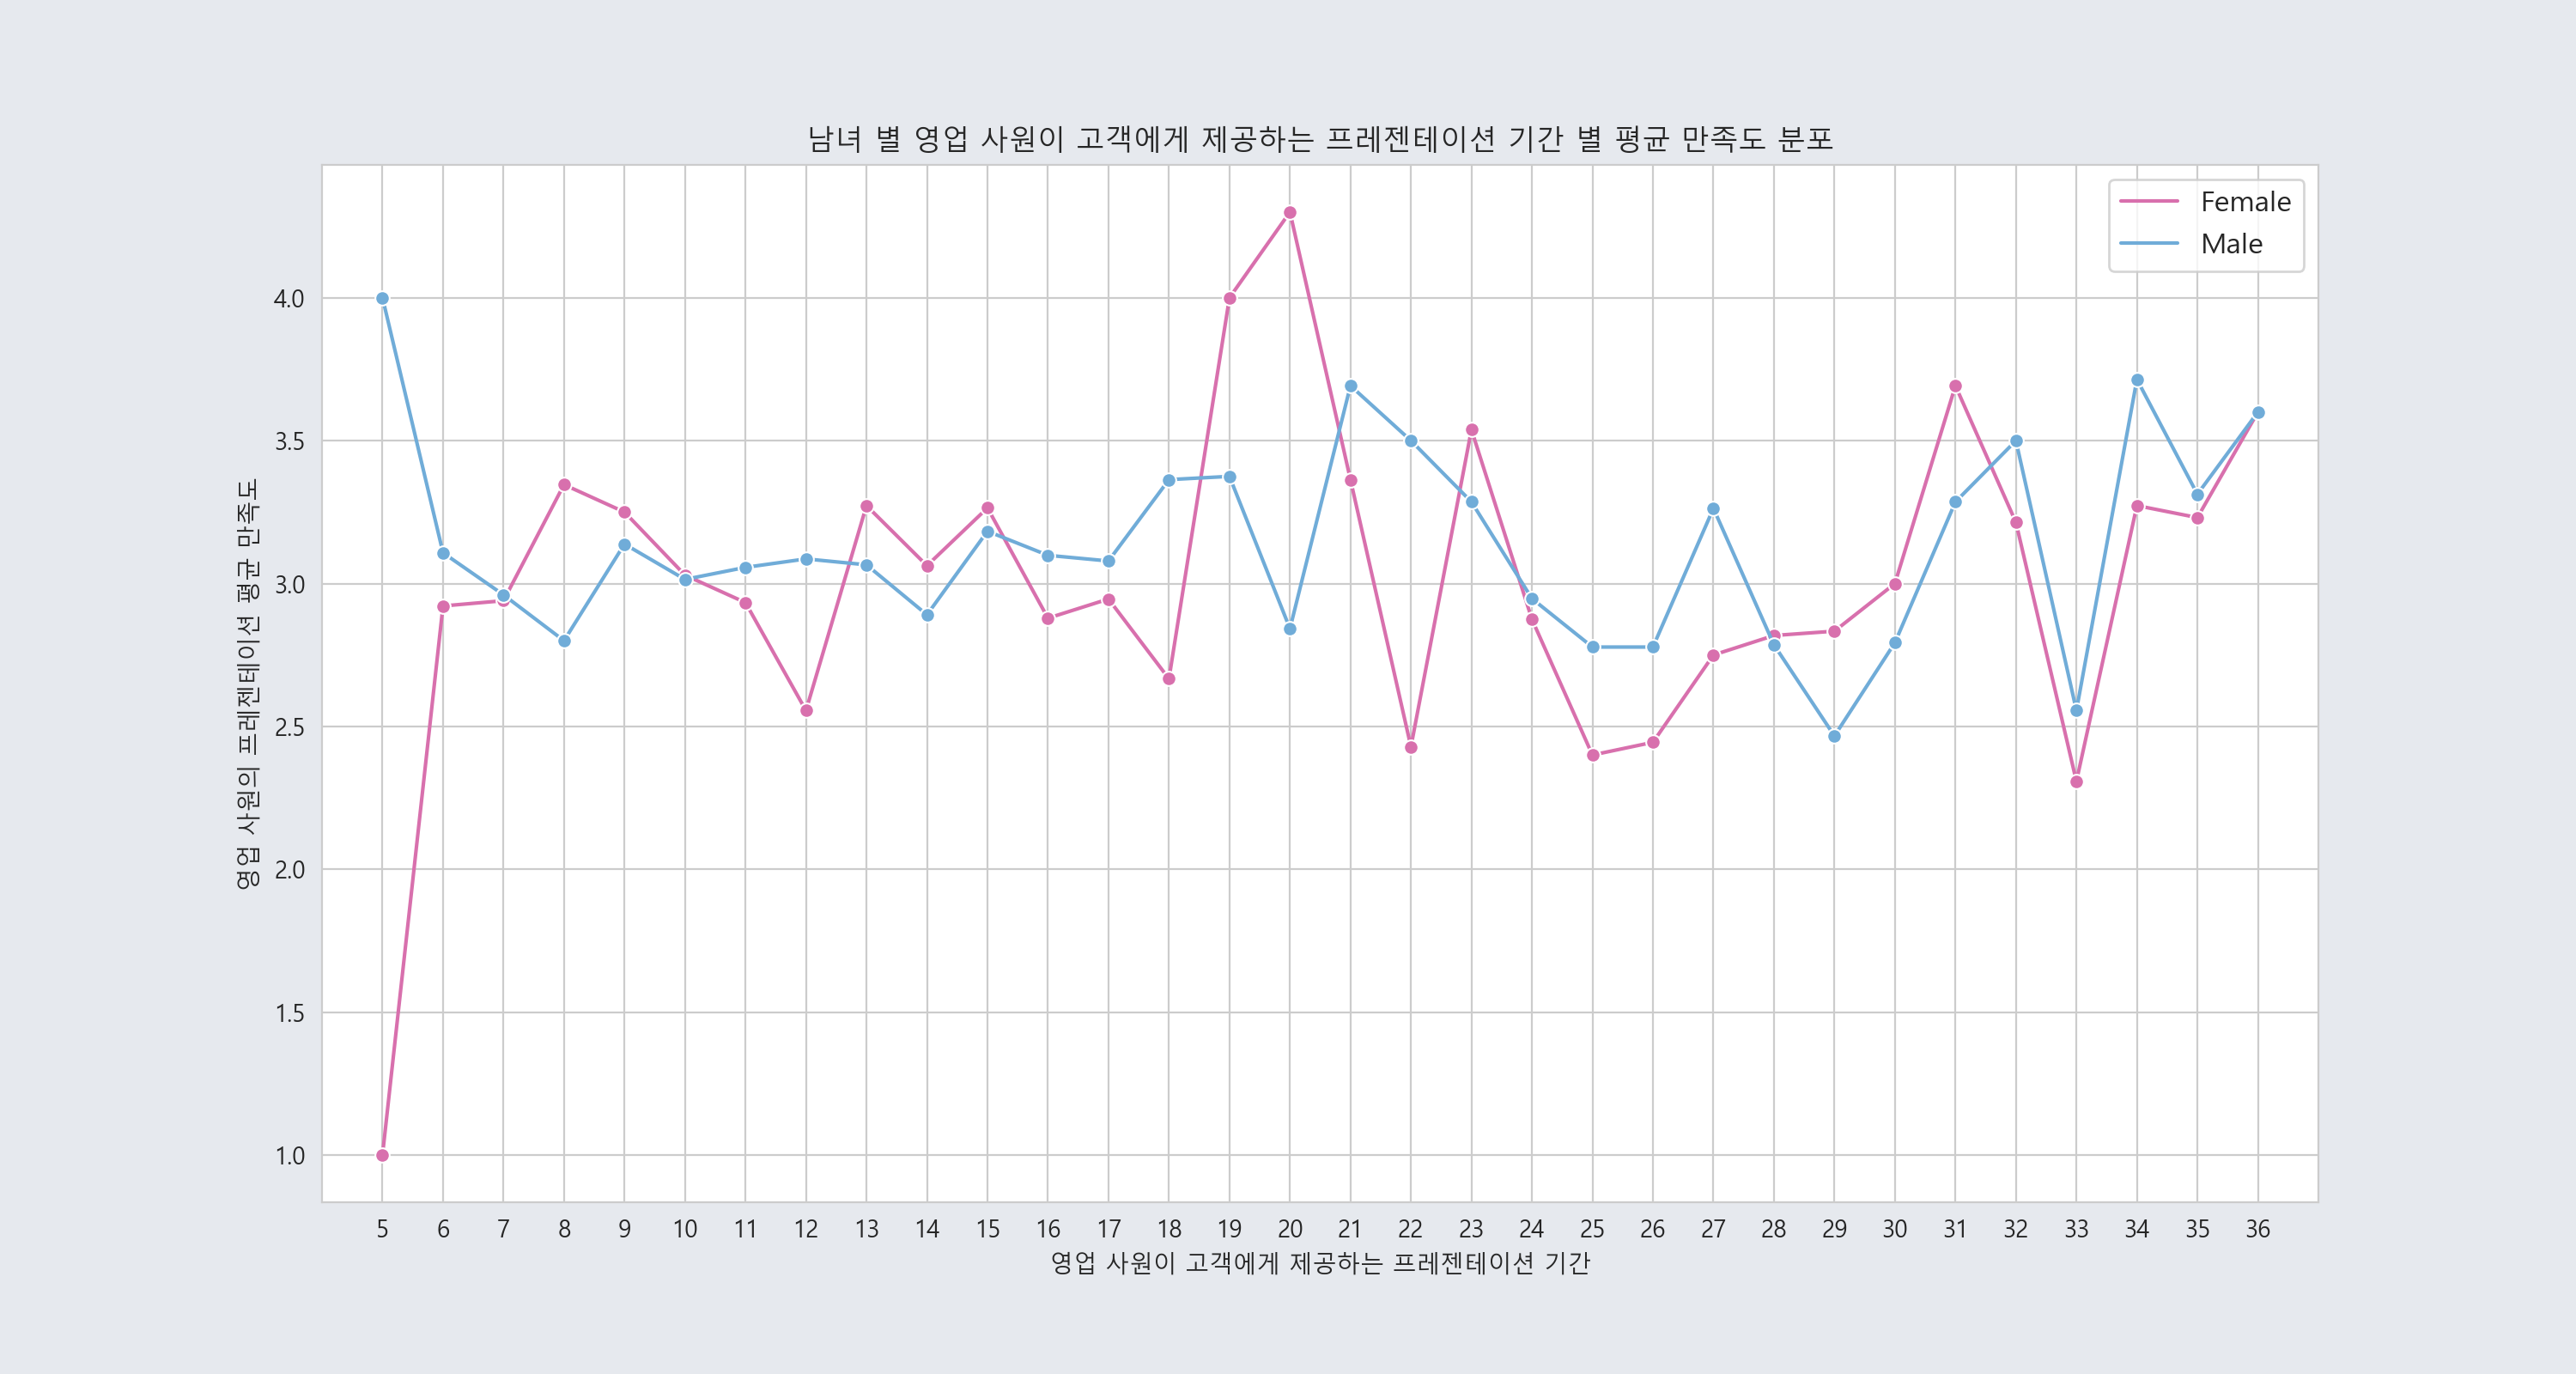 남녀 별 영업 사원이 고객에게 제공하는 프레젠테이션 기간 별 평균 만족도 분포
Female
Male
영업 사원의 프레젠테이션 평균 만족도
4.0
3.5
3.0
2.5
2.0
1.5
1.0
5 6 7 8 9 10 11 12 13 14 15 16 17 18 19 20 21 22 23 24 25 26 27 28 29 30 31 32 33 34 35 36
영업 사원이 고객에게 제공하는 프레젠테이션 기간